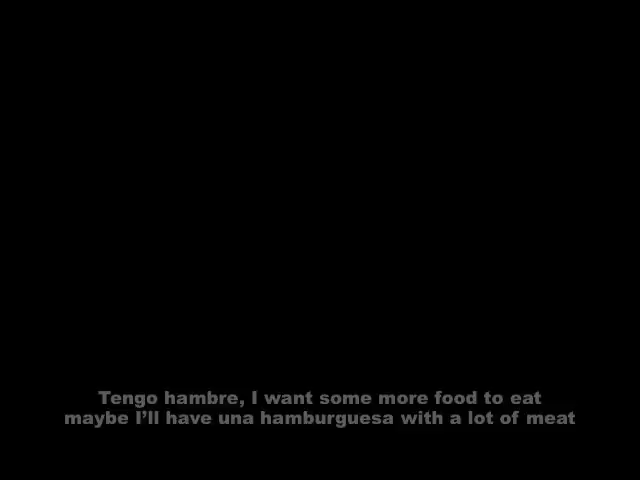 Tengo hambre, I want some more food to eat
maybe I’ll have una hamburguesa with a lot of meat